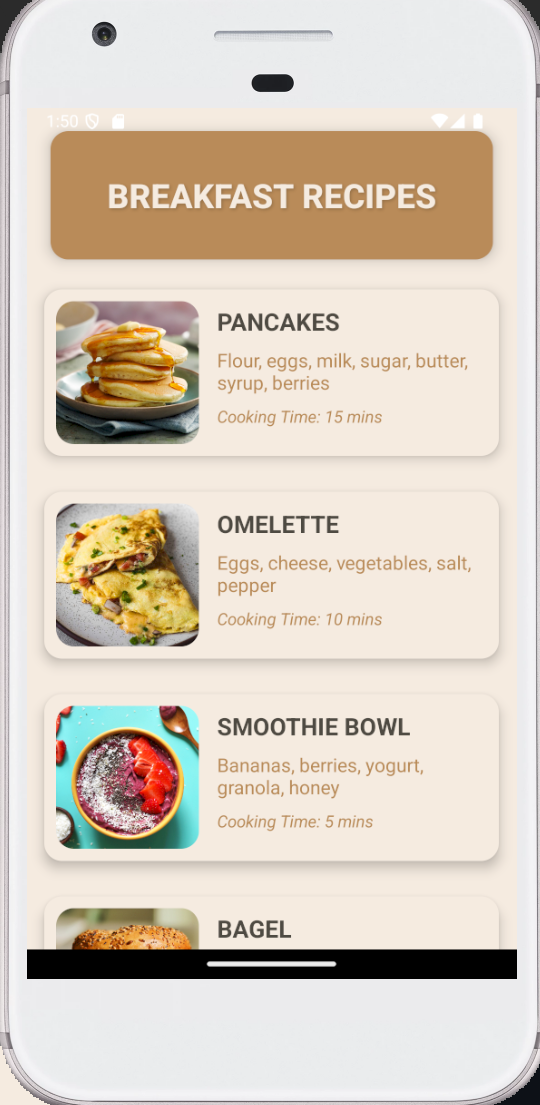 1:50
BREAKFAST RECIPES
PANCAKES
Flour, eggs, milk, sugar, butter,
syrup, berries
Cooking Time: 15 mins
OMELETTE
Eggs, cheese, vegetables, salt,
pepper
Cooking Time: 10 mins
SMOOTHIE BOWL
Bananas, berries, yogurt,
granola, honey
Cooking Time: 5 mins
BAGEL